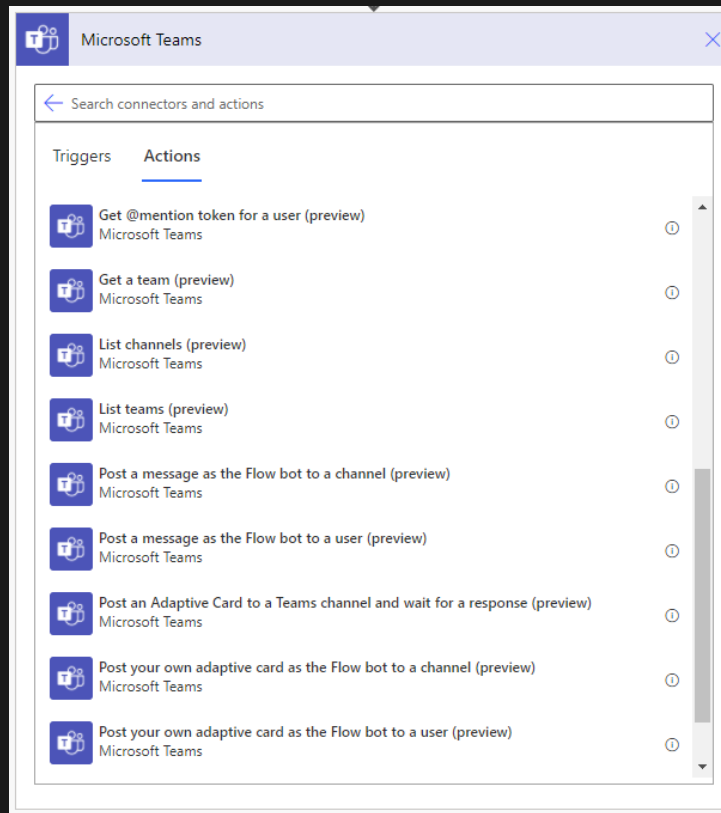 Microsoft Teams
Search connectors and actions
Triggers Actions
Get @mention token for a user (preview)
Microsoft Teams
Get a team (preview)
Microsoft Teams
List channels (preview)
Microsoft Teams
List teams (preview)
Microsoft Teams
Post a message as the Flow bot to a channel (preview)
Microsoft Teams
Post a message as the Flow bot to a user (preview)
Microsoft Teams
Post an Adaptive Card to a Teams channel and wait for a response (preview)
Microsoft Teams
Post your own adaptive card as the Flow bot to a channel (preview)
Microsoft Teams
Post your own adaptive card as the Flow bot to a user (preview)
Microsoft Teams